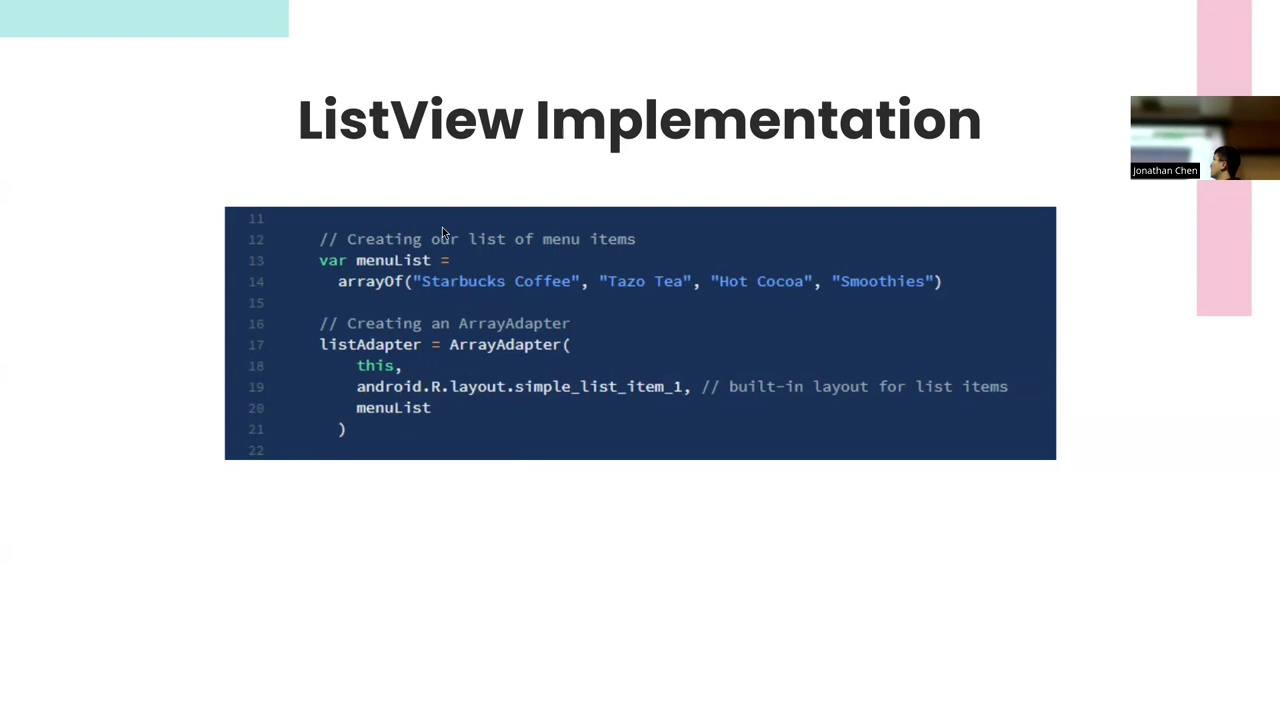 ListView Implementation
Jonathan Chen
11
12 // Creating our list of menu items
13 var menuList =
14 arrayOf("Starbucks Coffee", "Tazo Tea", "Hot Cocoa", "Smoothies")
15
16 // Creating an ArrayAdapter
17 listAdapter = ArrayAdapter(
18 this,
19 android.R.layout.simple_list_item_1, // built-in layout for list items
20 menuList
21 )
22